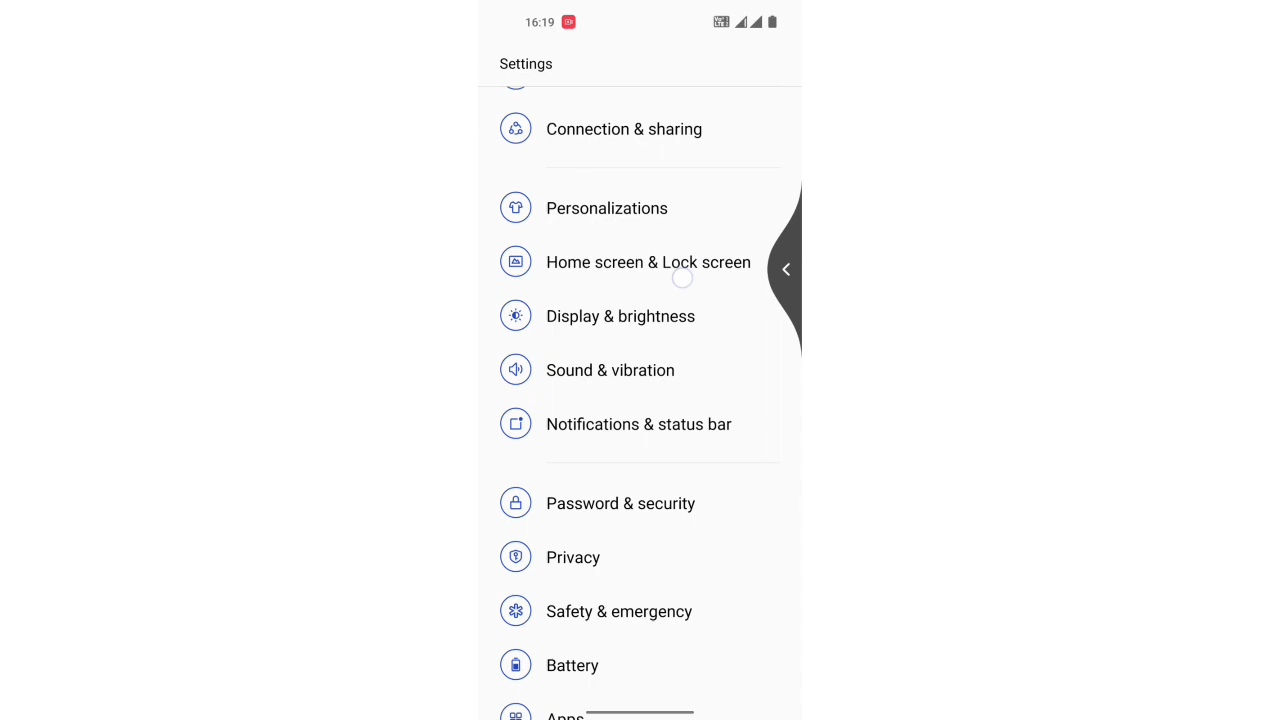 16:19
Settings
Connection & sharing
Personalizations
Home screen & Lock screen
Display & brightness
Sound & vibration
Notifications & status bar
Password & security
Privacy
Safety & emergency
Battery
Apps